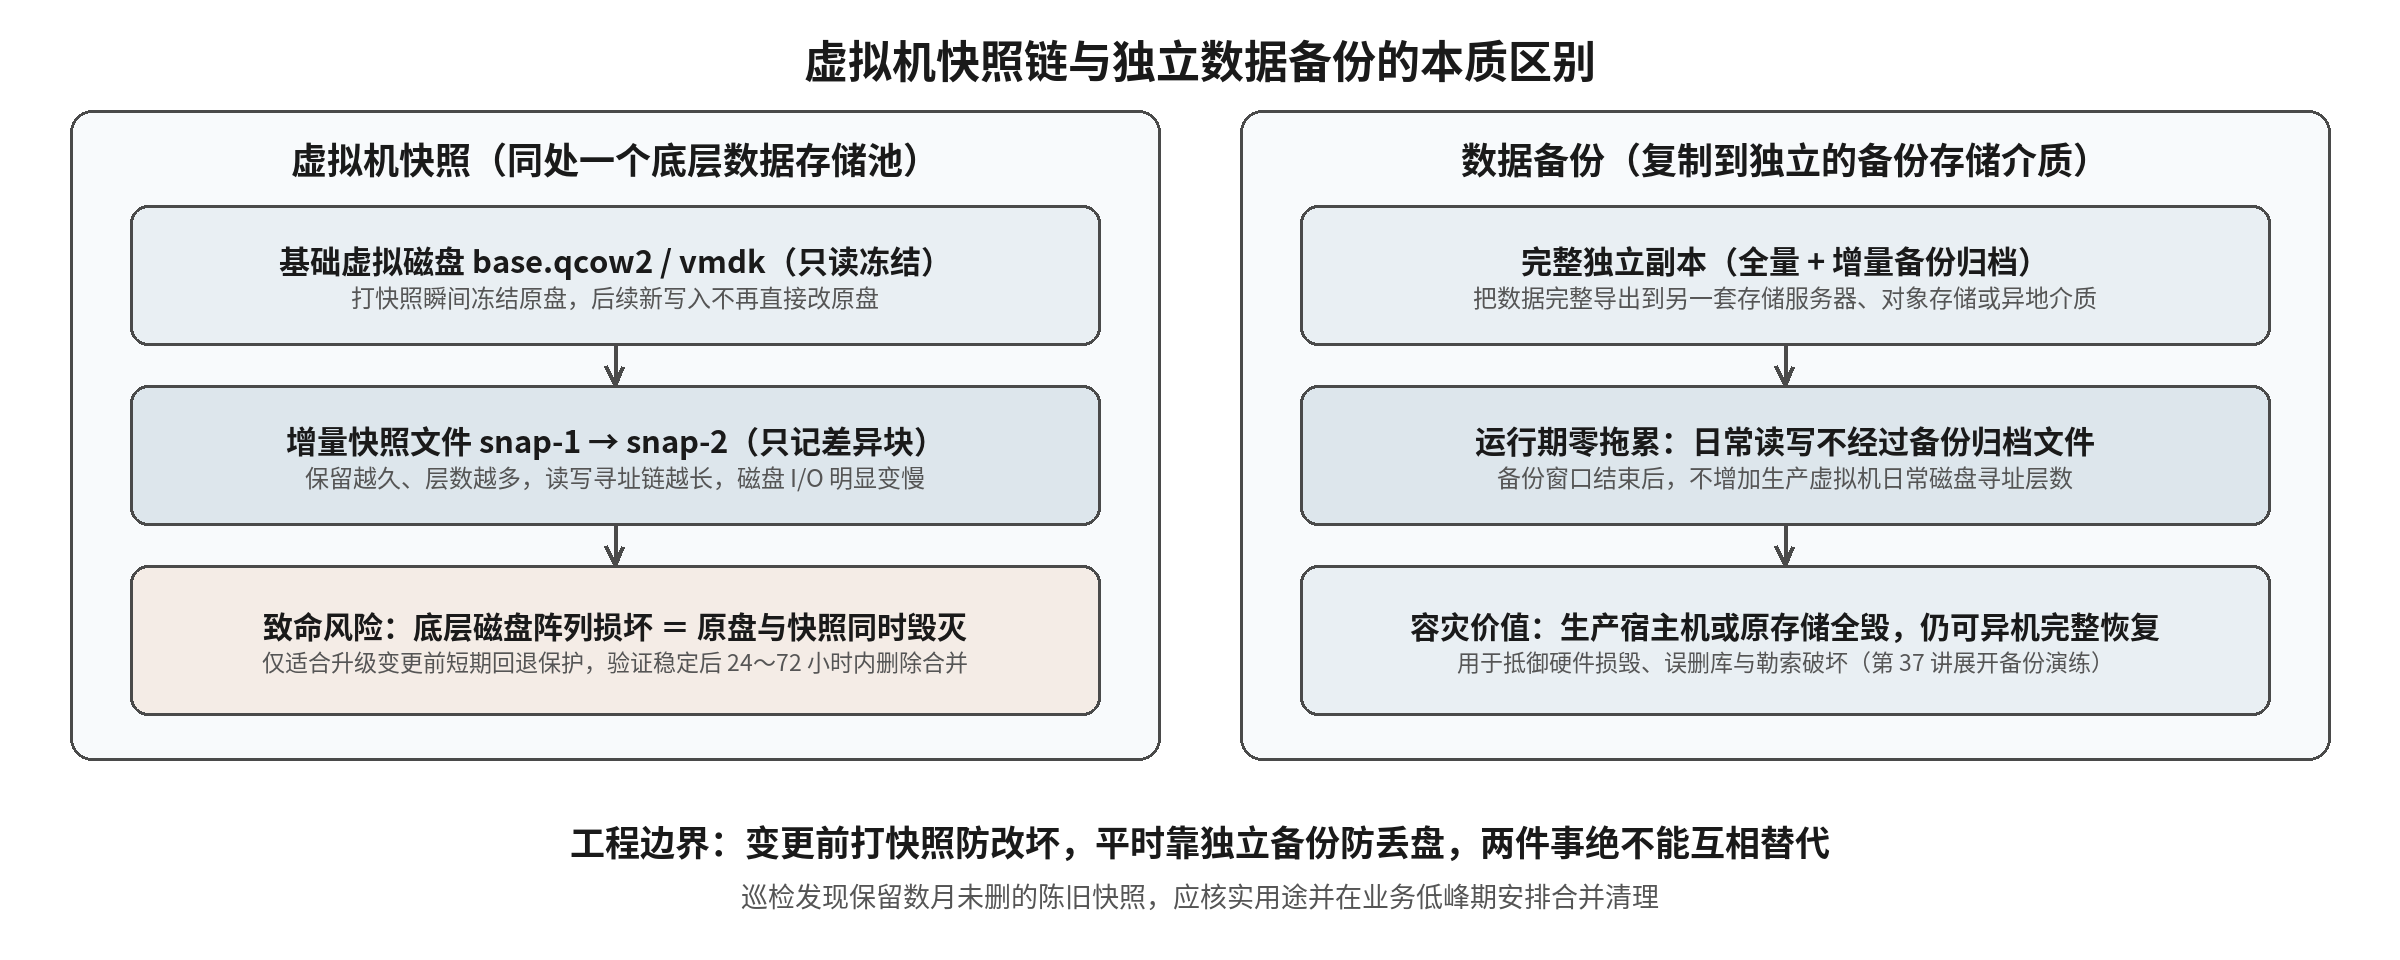 虚拟机快照链与独立数据备份的本质区别
虚拟机快照（同处一个底层数据存储池）
基础虚拟磁盘 base.qcow2 / vmdk（只读冻结）
打快照瞬间冻结原盘，后续新写入不再直接改原盘
增量快照文件 snap-1 → snap-2（只记差异块）
保留越久、层数越多，读写寻址链越长，磁盘 I/O 明显变慢
致命风险：底层磁盘阵列损坏 ＝ 原盘与快照同时毁灭
仅适合升级变更前短期回退保护，验证稳定后 24～72 小时内删除合并
数据备份（复制到独立的备份存储介质）
完整独立副本（全量 + 增量备份归档）
把数据完整导出到另一套存储服务器、对象存储或异地介质
运行期零拖累：日常读写不经过备份归档文件
备份窗口结束后，不增加生产虚拟机日常磁盘寻址层数
容灾价值：生产宿主机或原存储全毁，仍可异机完整恢复
用于抵御硬件损毁、误删库与勒索破坏（第 37 讲展开备份演练）
工程边界：变更前打快照防改坏，平时靠独立备份防丢盘，两件事绝不能互相替代
巡检发现保留数月未删的陈旧快照，应核实用途并在业务低峰期安排合并清理